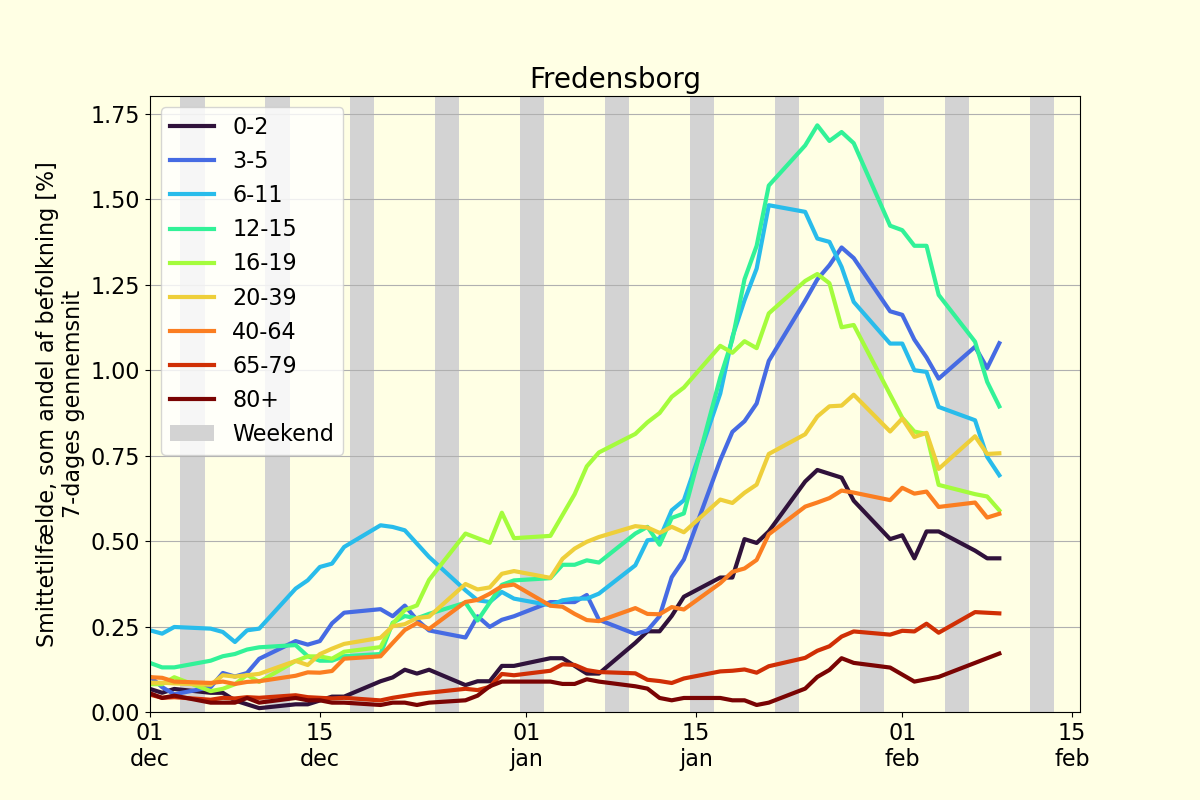 Fredensborg
Smittetilfælde, som andel af befolkning [%]
7-dages gennemsnit
1.75
1.50
1.25
1.00
0.75
0.50
0.25
0.00
0-2
3-5
6-11
12-15
16-19
20-39
40-64
65-79
80+
Weekend
01 15 01 15 01 15
dec dec jan jan feb feb